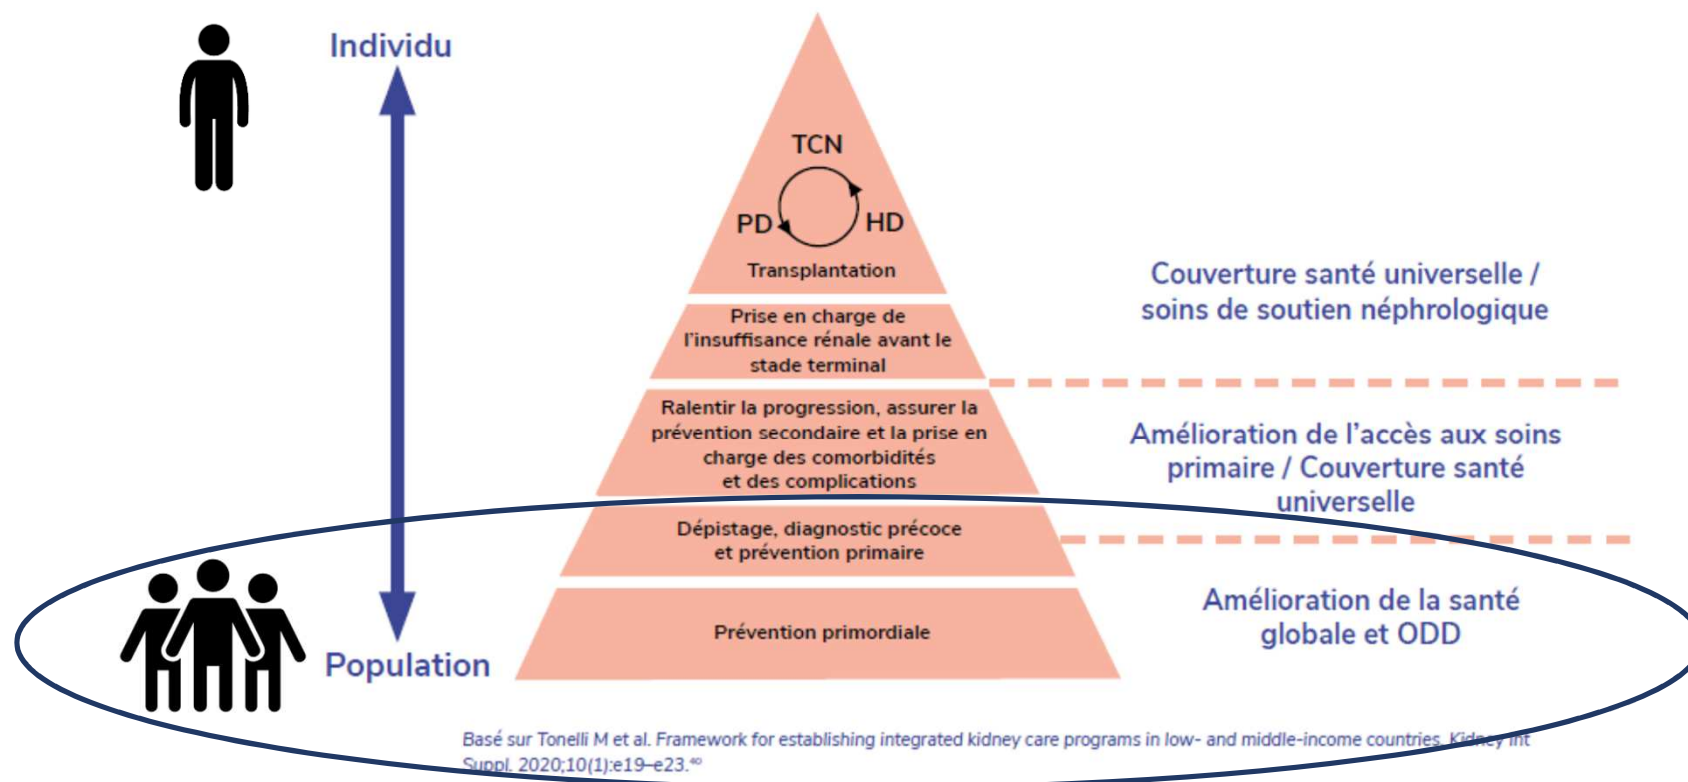 Individu
TCN
PD
HD
Transplantation
Prise en charge de
l’insuffisance rénale avant le
stade terminal
Couverture santé universelle /
soins de soutien néphrologique
Ralentir la progression, assurer la
prévention secondaire et la prise en
charge des comorbidités
et des complications
Amélioration de l’accès aux soins
primaire / Couverture santé
universelle
Dépistage, diagnostic précoce
et prévention primaire
Amélioration de la santé
globale et ODD
Prévention primordiale
Population
Basé sur Tonelli M et al. Framework for establishing integrated kidney care programs in low- and middle-income countries. Kidney Int
Suppl. 2020;10(1):e19–e23.⁴⁰